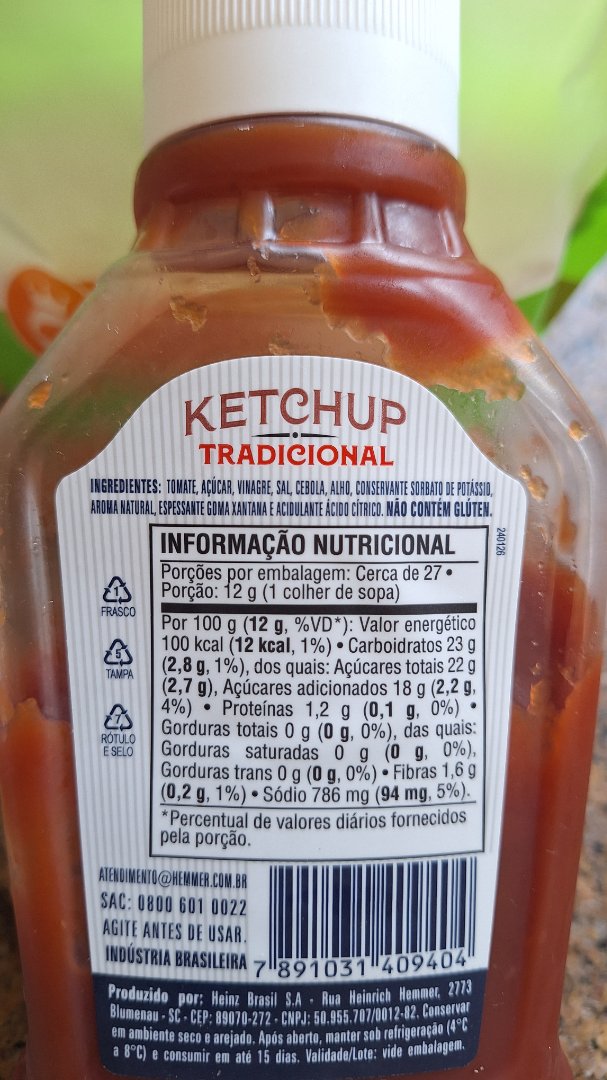 KETCHUP
TRADICIONAL
INGREDIENTES: TOMATE, AÇÚCAR, VINAGRE, SAL, CEBOLA, ALHO, CONSERVANTE SORBATO DE POTÁSSIO,
AROMA NATURAL, ESPESSANTE GOMA XANTANA E ACIDULANTE ÁCIDO CÍTRICO. NÃO CONTÉM GLÚTEN.
240126
INFORMAÇÃO NUTRICIONAL
Porções por embalagem: Cerca de 27 •
Porção: 12 g (1 colher de sopa)
Por 100 g (12 g, %VD*): Valor energético
100 kcal (12 kcal, 1%) • Carboidratos 23 g
(2,8 g, 1%), dos quais: Açúcares totais 22 g
(2,7 g), Açúcares adicionados 18 g (2,2 g,
4%) • Proteínas 1,2 g (0,1 g, 0%) •
Gorduras totais 0 g (0 g, 0%), das quais:
Gorduras saturadas 0 g (0 g, 0%),
Gorduras trans 0 g (0 g, 0%) • Fibras 1,6 g
(0,2 g, 1%) • Sódio 786 mg (94 mg, 5%).
*Percentual de valores diários fornecidos
pela porção.
1
FRASCO
5
TAMPA
7
RÓTULO
E SELO
ATENDIMENTO@HEMMER.COM.BR
SAC: 0800 601 0022
AGITE ANTES DE USAR.
INDÚSTRIA BRASILEIRA
7 891031 409404
Produzido por: Heinz Brasil S.A - Rua Heinrich Hemmer, 2773
Blumenau - SC - CEP: 89070-272 - CNPJ: 50.955.707/0012-82. Conservar
em ambiente seco e arejado. Após aberto, manter sob refrigeração (4°C
a 8°C) e consumir em até 15 dias. Validade/Lote: vide embalagem.